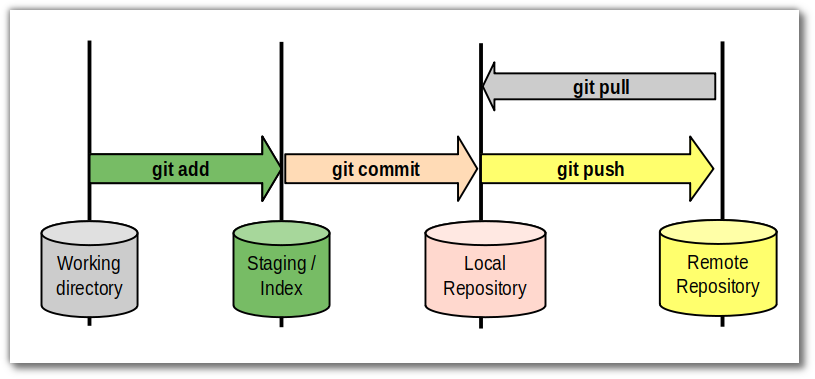 git pull
git add
git commit
git push
Working
directory
Staging /
Index
Local
Repository
Remote
Repository